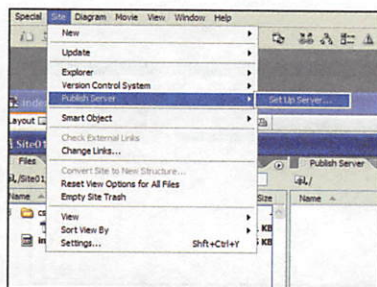 Special Site Diagram Movie View Window Help
New
Update
Explorer
Version Control System
Publish Server
Set Up Server...
Smart Object
Check External Links
Change Links...
Convert Site to New Structure...
Reset View Options for All Files
Empty Site Trash
View
Sort View By
Settings... Shft+Ctrl+Y
Site01
Files
Publish Server
Name
Size
Name
KB
KB